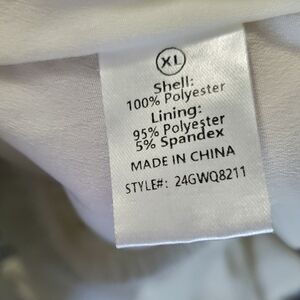 XL
Shell:
100% Polyester
Lining:
95% Polyester
5% Spandex
MADE IN CHINA
STYLE#: 24GWQ8211